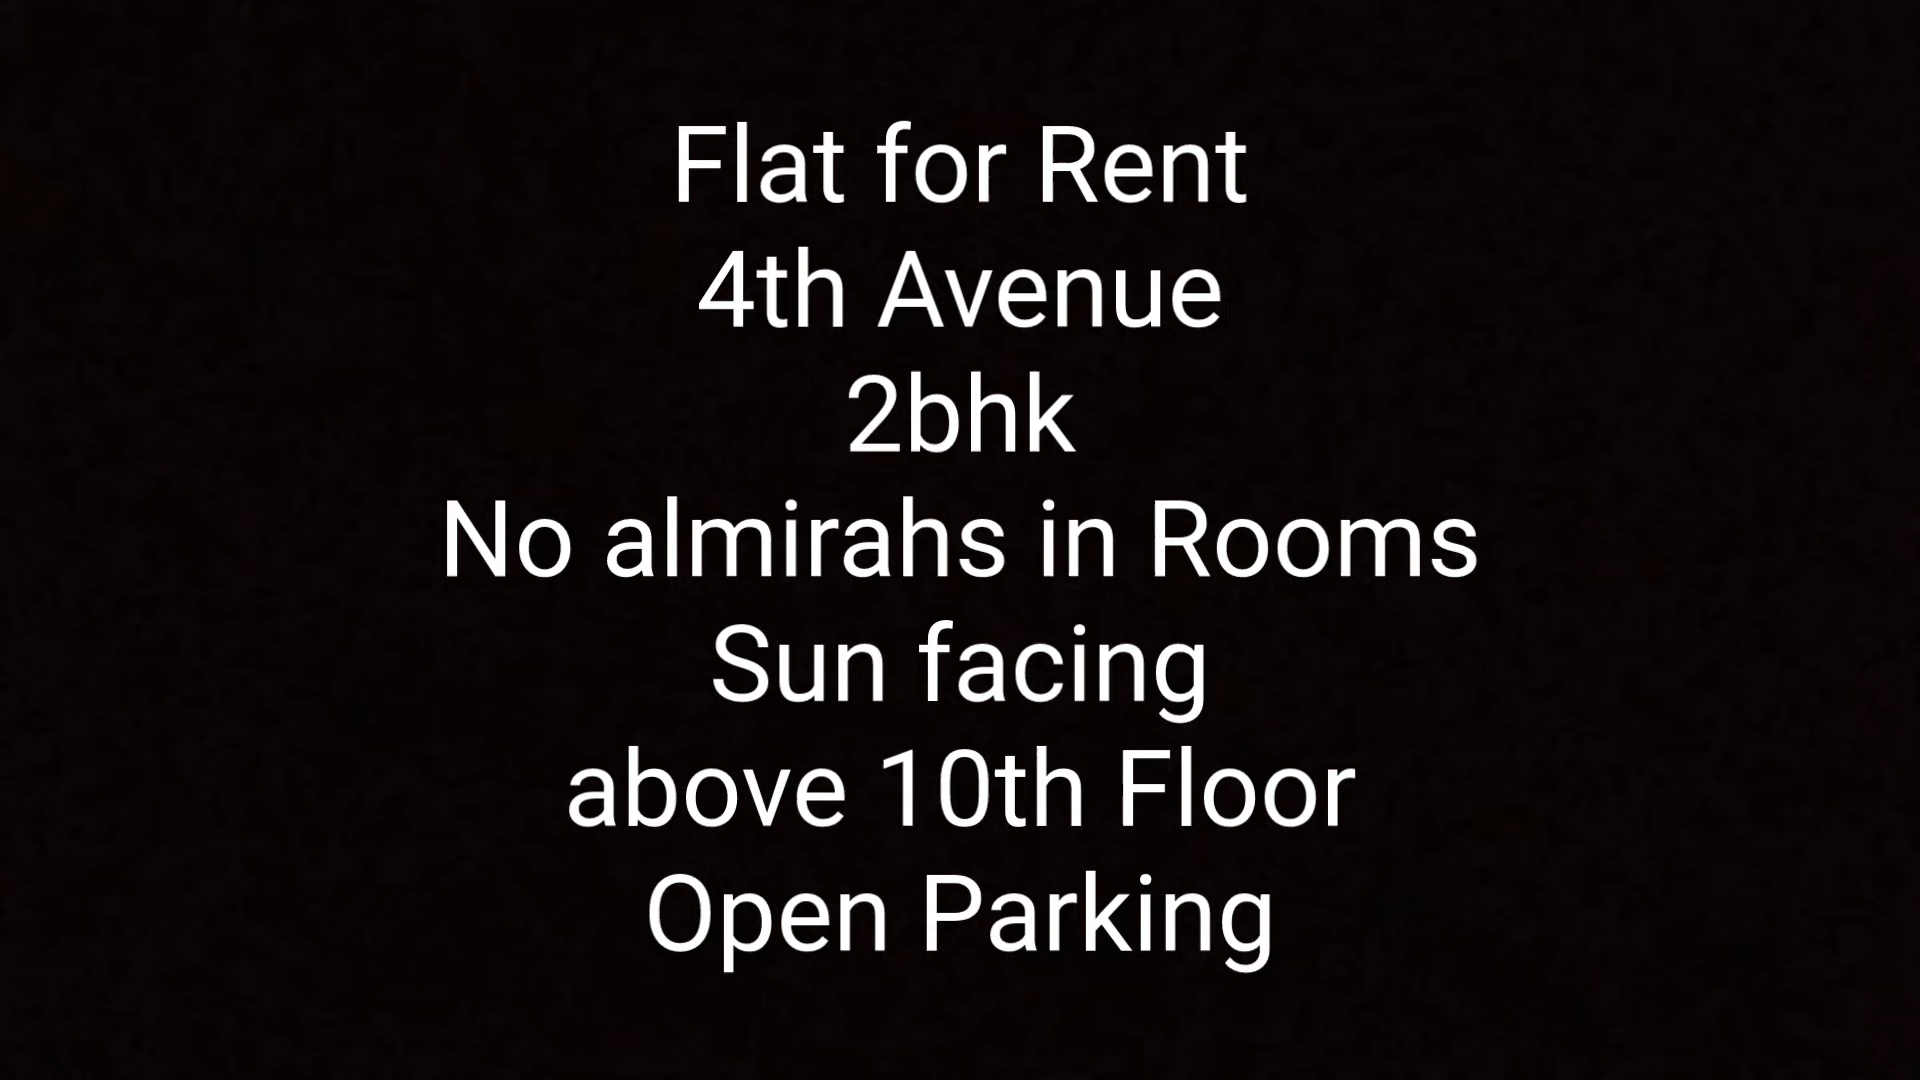 Flat for Rent
4th Avenue
2bhk
No almirahs in Rooms
Sun facing
above 10th Floor
Open Parking